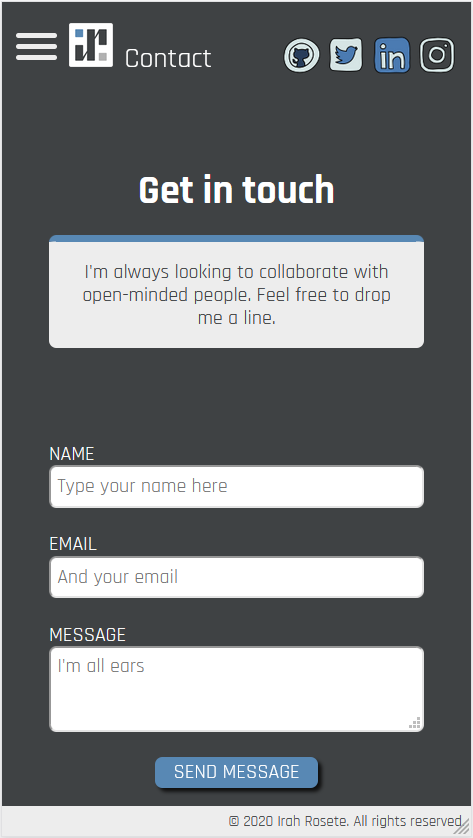 Contact
in
Get in touch
I'm always looking to collaborate with
open-minded people. Feel free to drop
me a line.
NAME
Type your name here
EMAIL
And your email
MESSAGE
I'm all ears
SEND MESSAGE
© 2020 Irah Rosete. All rights reserved